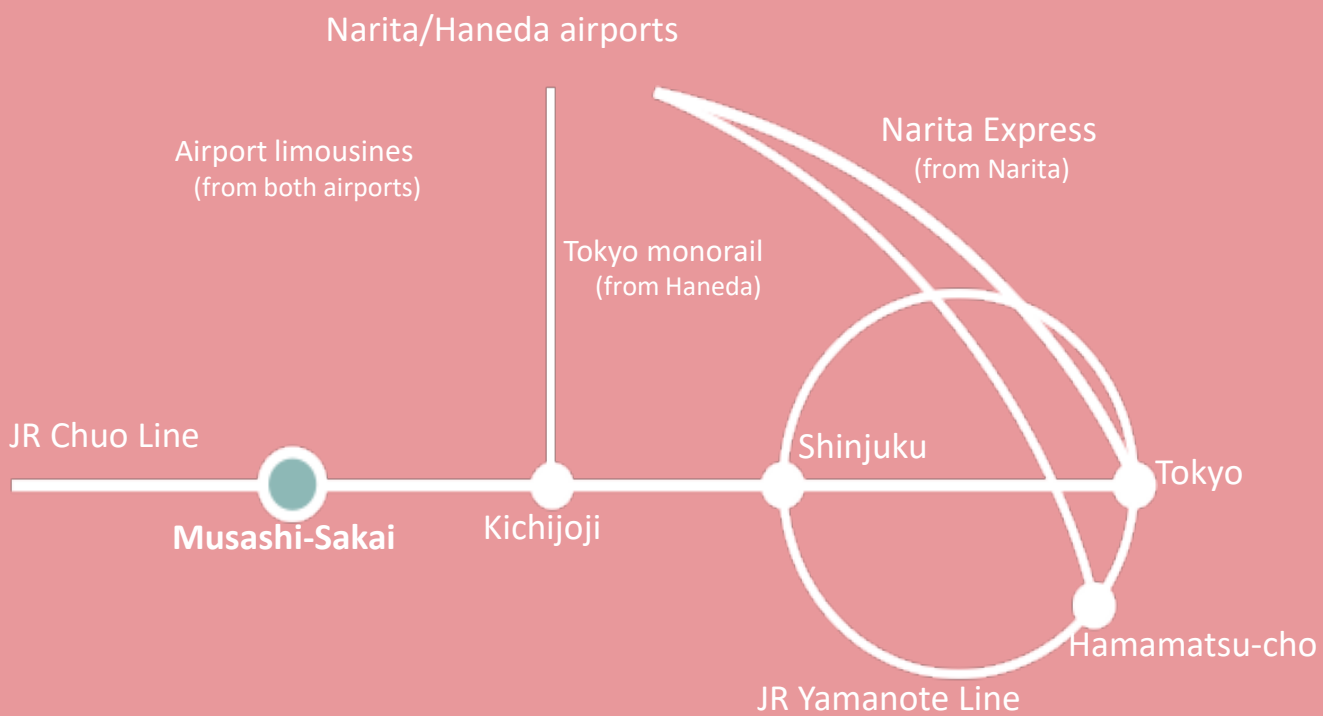 Narita/Haneda airports
Narita Express
(from Narita)
Airport limousines
(from both airports)
Tokyo monorail
(from Haneda)
JR Chuo Line
Shinjuku
Tokyo
Musashi-Sakai
Kichijoji
Hamamatsu-cho
JR Yamanote Line